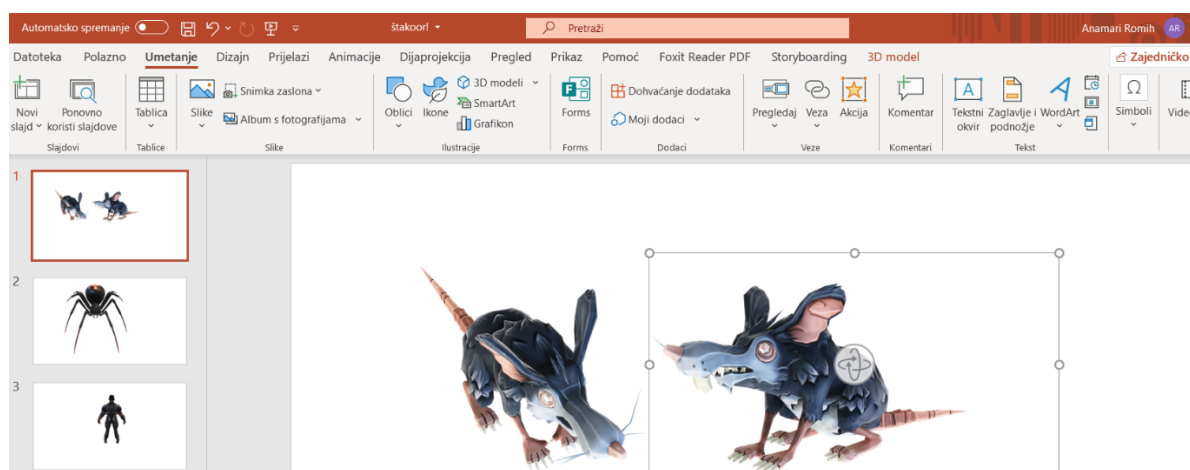 Automatsko spremanje štakoor! Pretraži Anamari Romih AR
Datoteka Polazno Umetanje Dizajn Prijelazi Animacije Dijaprojekcija Pregled Prikaz Pomoć Foxit Reader PDF Storyboarding 3D model Zajedničko
Novi slajd
Ponovno koristi slajdove
Slajdovi
Tablica
Tablice
Slike
Snimka zaslona
Album s fotografijama
Slike
Oblici
Ikone
3D modeli
SmartArt
Grafikon
Ilustracije
Forms
Forms
Dohvaćanje dodataka
Moji dodaci
Dodaci
Pregledaj
Veza
Akcija
Veze
Komentar
Komentari
A
Tekstni okvir
Zaglavlje i podnožje
WordArt
Tekst
Ω
Simboli
1
2
3